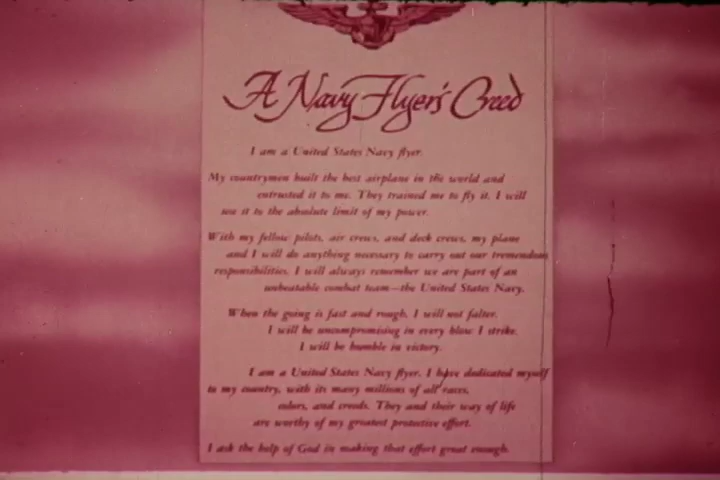 A Navy Flyer's Creed
I am a United States Navy flyer.
My countrymen built the best airplane in the world and
entrusted it to me. They trained me to fly it. I will
use it to the absolute limit of my power.
With my fellow pilots, air crews, and deck crews, my plane
and I will do anything necessary to carry out our tremendous
responsibilities. I will always remember we are part of an
unbeatable combat team—the United States Navy.
When the going is fast and rough, I will not falter.
I will be uncompromising in every blow I strike.
I will be humble in victory.
I am a United States Navy flyer. I have dedicated myself
to my country, with its many millions of all races,
colors, and creeds. They and their way of life
are worthy of my greatest protective effort.
I ask the help of God in making that effort great enough.